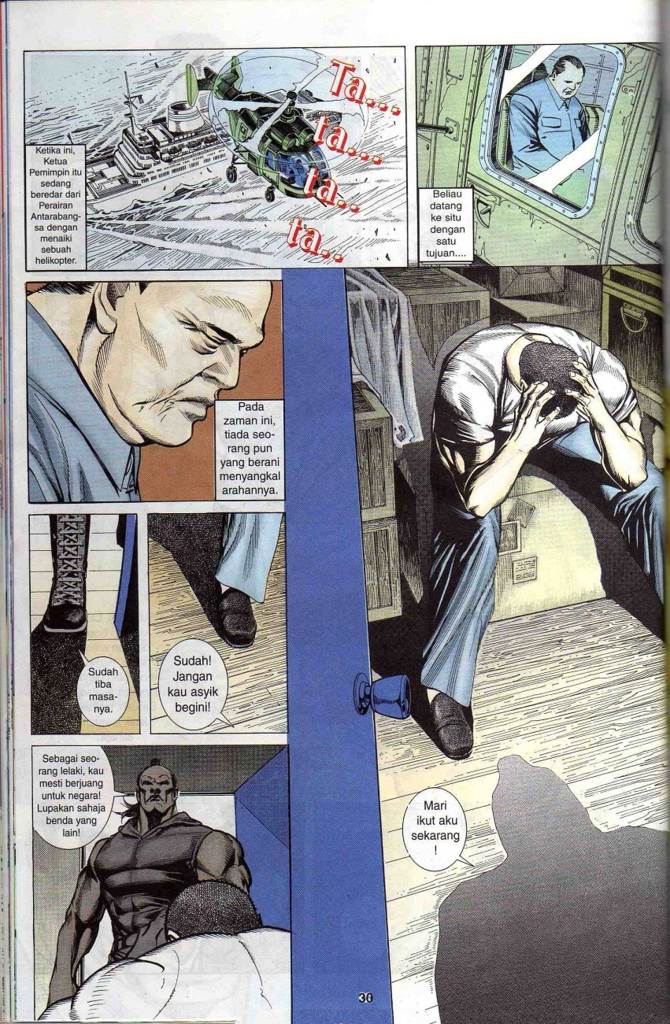 Ta...
ta...
ta..
ta..
Ketika ini,
Ketua
Pemimpin itu
sedang
beredar dari
Perairan
Antarabang-
sa dengan
menaiki
sebuah
helikopter.
Beliau
datang
ke situ
dengan
satu
tujuan....
Pada
zaman ini,
tiada seo-
rang pun
yang berani
menyangkal
arahannya.
Sudah
tiba
masa-
nya.
Sudah!
Jangan
kau asyik
begini!
Sebagai seo-
rang lelaki, kau
mesti berjuang
untuk negara!
Lupakan sahaja
benda yang
lain!
Mari
ikut aku
sekarang
!
30